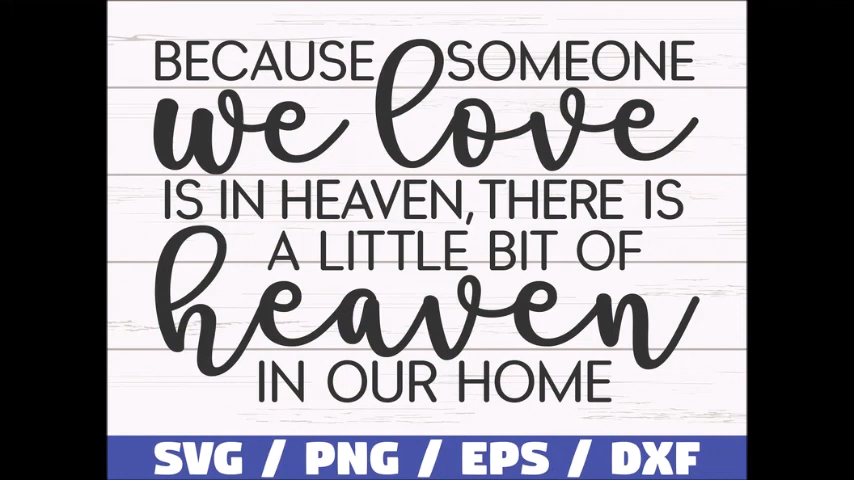 BECAUSE SOMEONE
we love
IS IN HEAVEN, THERE IS
A LITTLE BIT OF
heaven
IN OUR HOME
SVG / PNG / EPS / DXF